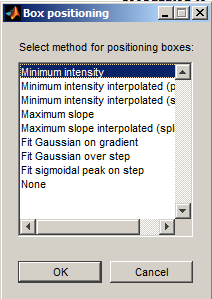 Box positioning
Select method for positioning boxes:
Minimum intensity
Minimum intensity interpolated (p
Minimum intensity interpolated (s
Maximum slope
Maximum slope interpolated (spl
Fit Gaussian on gradient
Fit Gaussian over step
Fit sigmoidal peak on step
None
OK Cancel